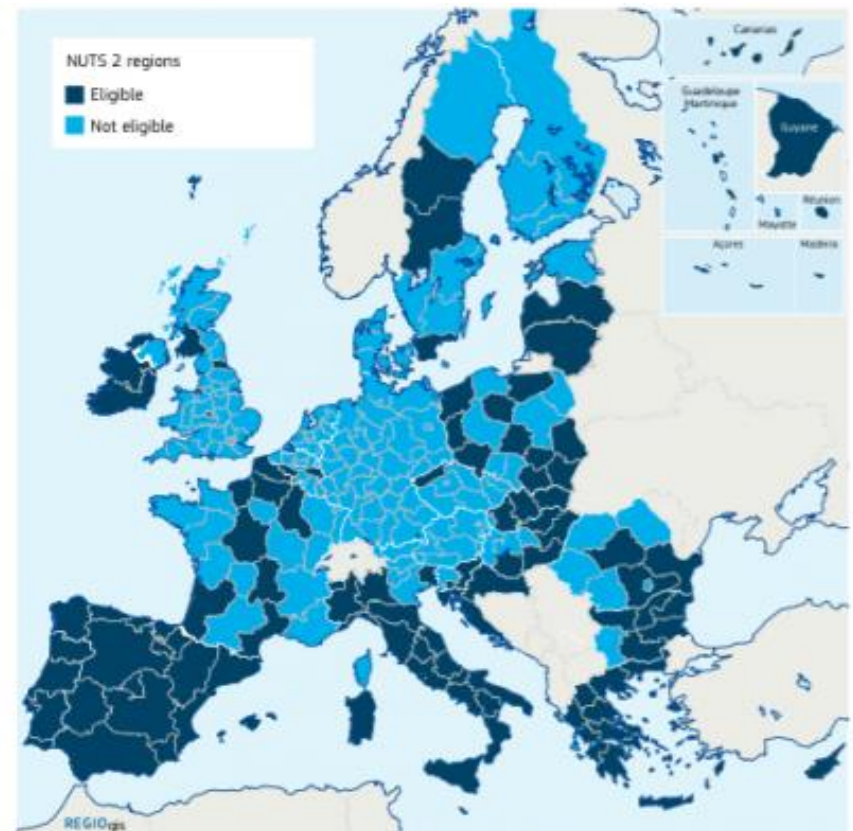 NUTS 2 regions
Eligible
Not eligible
Canarias
Guadeloupe
Martinique
Guyane
Mayotte
Réunion
Açores
Madeira
REGIOgis